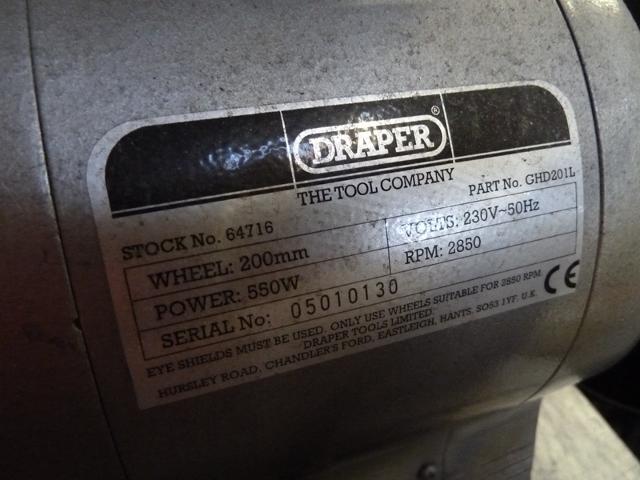 DRAPER®
THE TOOL COMPANY
STOCK No. 64716 PART No. GHD201L
WHEEL: 200mm VOLTS: 230V~50Hz
POWER: 550W RPM: 2850
SERIAL No: 05010130
EYE SHIELDS MUST BE USED. ONLY USE WHEELS SUITABLE FOR 2850 RPM.
DRAPER TOOLS LIMITED.
HURSLEY ROAD, CHANDLER'S FORD, EASTLEIGH, HANTS. SO53 1YF. U.K.
CE